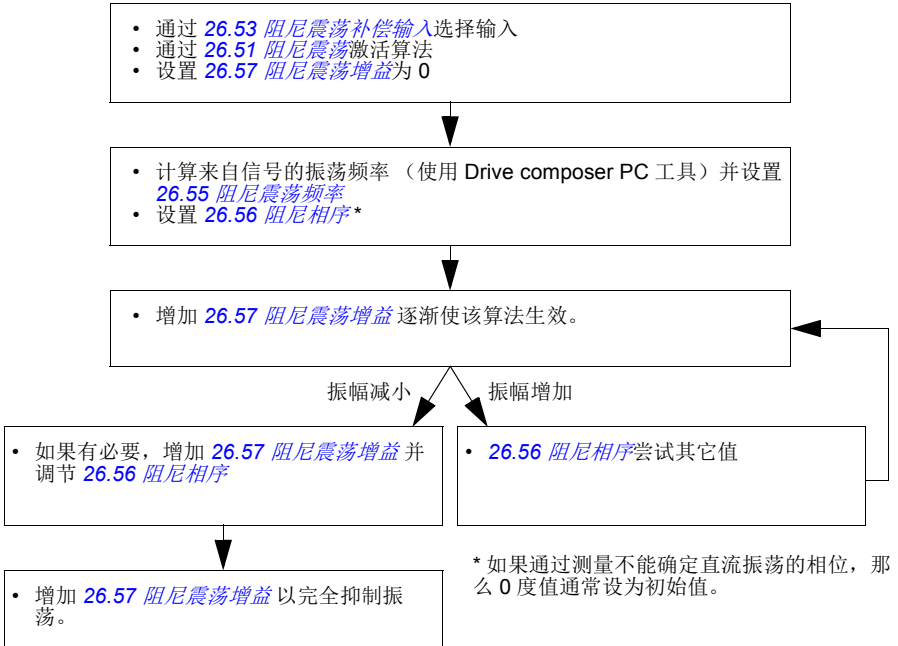 • 通过 26.53 阻尼震荡补偿输入选择输入
• 通过 26.51 阻尼震荡激活算法
• 设置 26.57 阻尼震荡增益为 0
• 计算来自信号的振荡频率 （使用 Drive composer PC 工具）并设置
26.55 阻尼震荡频率
• 设置 26.56 阻尼相序 *
• 增加 26.57 阻尼震荡增益 逐渐使该算法生效。
振幅减小
振幅增加
• 如果有必要，增加 26.57 阻尼震荡增益 并
调节 26.56 阻尼相序
• 26.56 阻尼相序尝试其它值
• 增加 26.57 阻尼震荡增益 以完全抑制振
荡。
* 如果通过测量不能确定直流振荡的相位，那
么 0 度值通常设为初始值。